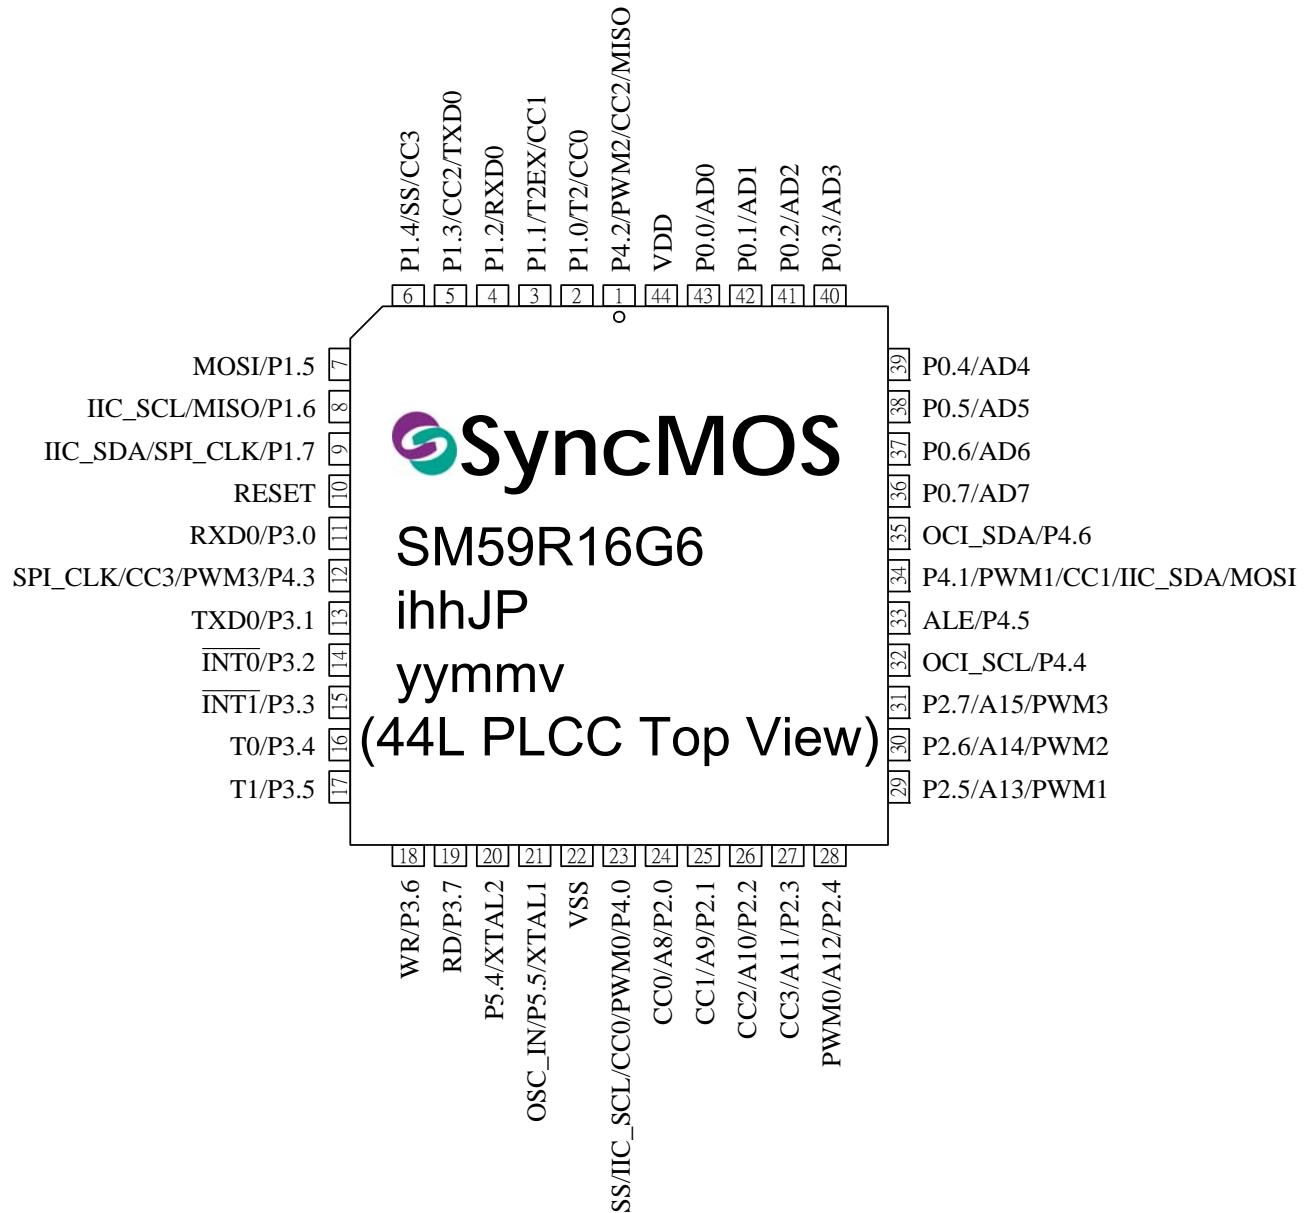 P1.4/SS/CC3
P1.3/CC2/TXD0
P1.2/RXD0
P1.1/T2EX/CC1
P1.0/T2/CC0
P4.2/PWM2/CC2/MISO
VDD
P0.0/AD0
P0.1/AD1
P0.2/AD2
P0.3/AD3
6
5
4
3
2
1
44
43
42
41
40
MOSI/P1.5 7
IIC_SCL/MISO/P1.6 8
IIC_SDA/SPI_CLK/P1.7 9
RESET 10
RXD0/P3.0 11
SPI_CLK/CC3/PWM3/P4.3 12
TXD0/P3.1 13
INT0/P3.2 14
INT1/P3.3 15
T0/P3.4 16
T1/P3.5 17
SyncMOS
SM59R16G6
ihhJP
yymmv
(44L PLCC Top View)
39 P0.4/AD4
38 P0.5/AD5
37 P0.6/AD6
36 P0.7/AD7
35 OCI_SDA/P4.6
34 P4.1/PWM1/CC1/IIC_SDA/MOSI
33 ALE/P4.5
32 OCI_SCL/P4.4
31 P2.7/A15/PWM3
30 P2.6/A14/PWM2
29 P2.5/A13/PWM1
18
19
20
21
22
23
24
25
26
27
28
WR/P3.6
RD/P3.7
P5.4/XTAL2
OSC_IN/P5.5/XTAL1
VSS
SS/IIC_SCL/CC0/PWM0/P4.0
CC0/A8/P2.0
CC1/A9/P2.1
CC2/A10/P2.2
CC3/A11/P2.3
PWM0/A12/P2.4